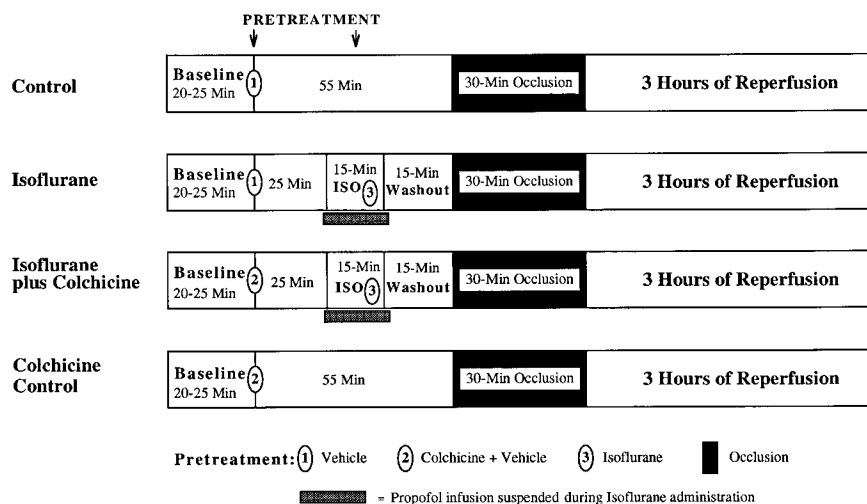 PRETREATMENT
Control
Baseline
20-25 Min
1
55 Min
30-Min Occlusion
3 Hours of Reperfusion
Isoflurane
Baseline
20-25 Min
1
25 Min
15-Min
ISO 3
15-Min
Washout
30-Min Occlusion
3 Hours of Reperfusion
Isoflurane
plus Colchicine
Baseline
20-25 Min
2
25 Min
15-Min
ISO 3
15-Min
Washout
30-Min Occlusion
3 Hours of Reperfusion
Colchicine
Control
Baseline
20-25 Min
2
55 Min
30-Min Occlusion
3 Hours of Reperfusion
Pretreatment: 1 Vehicle 2 Colchicine + Vehicle 3 Isoflurane Occlusion
= Propofol infusion suspended during Isoflurane administration